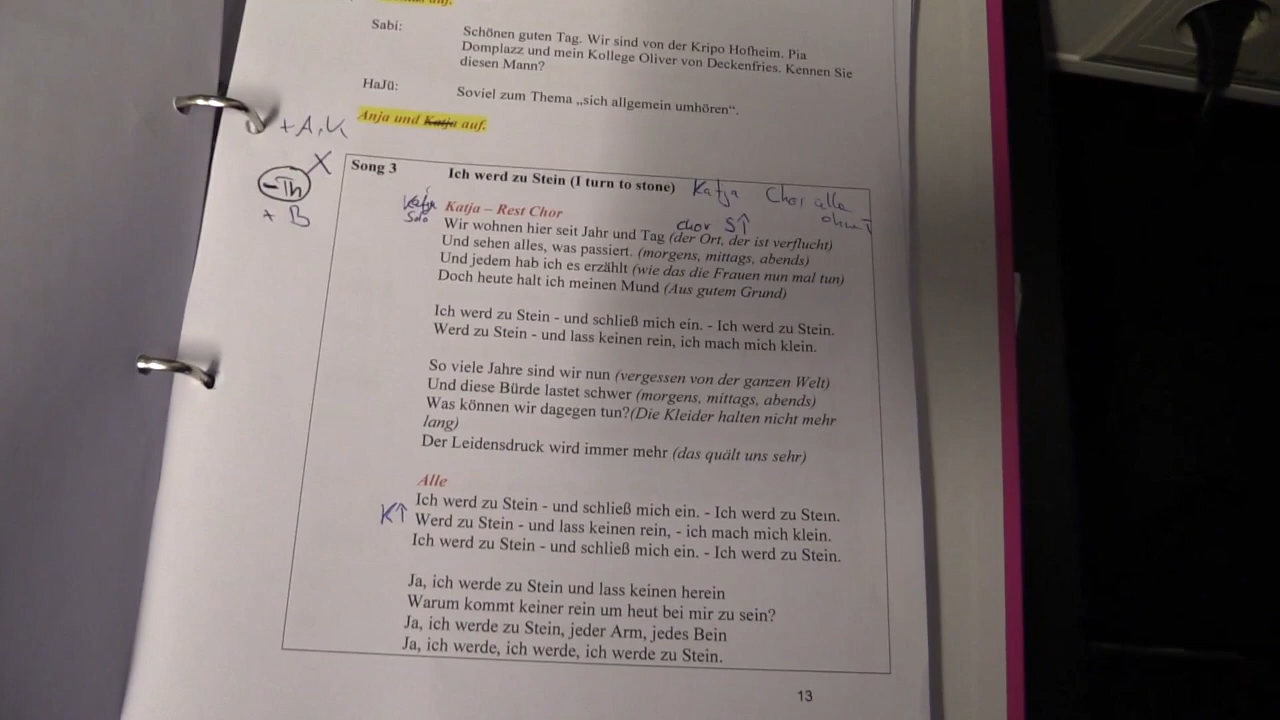 auf.
Sabi:
Schönen guten Tag. Wir sind von der Kripo Hofheim. Pia
Domplazz und mein Kollege Oliver von Deckenfries. Kennen Sie
diesen Mann?
HaJü:
Soviel zum Thema „sich allgemein umhören“.
+A,K
Anja und Katja auf.
-Th X
+ B
Song 3 Ich werd zu Stein (I turn to stone) Katja Chor alle
ohne T
Katja
Solo
Katja – Rest Chor
chor S↑
Wir wohnen hier seit Jahr und Tag (der Ort, der ist verflucht)
Und sehen alles, was passiert. (morgens, mittags, abends)
Und jedem hab ich es erzählt (wie das die Frauen nun mal tun)
Doch heute halt ich meinen Mund (Aus gutem Grund)
Ich werd zu Stein - und schließ mich ein. - Ich werd zu Stein.
Werd zu Stein - und lass keinen rein, ich mach mich klein.
So viele Jahre sind wir nun (vergessen von der ganzen Welt)
Und diese Bürde lastet schwer (morgens, mittags, abends)
Was können wir dagegen tun?(Die Kleider halten nicht mehr
lang)
Der Leidensdruck wird immer mehr (das quält uns sehr)
Alle
Ich werd zu Stein - und schließ mich ein. - Ich werd zu Stein.
K↑ Werd zu Stein - und lass keinen rein, - ich mach mich klein.
Ich werd zu Stein - und schließ mich ein. - Ich werd zu Stein.
Ja, ich werde zu Stein und lass keinen herein
Warum kommt keiner rein um heut bei mir zu sein?
Ja, ich werde zu Stein, jeder Arm, jedes Bein
Ja, ich werde, ich werde, ich werde zu Stein.
13